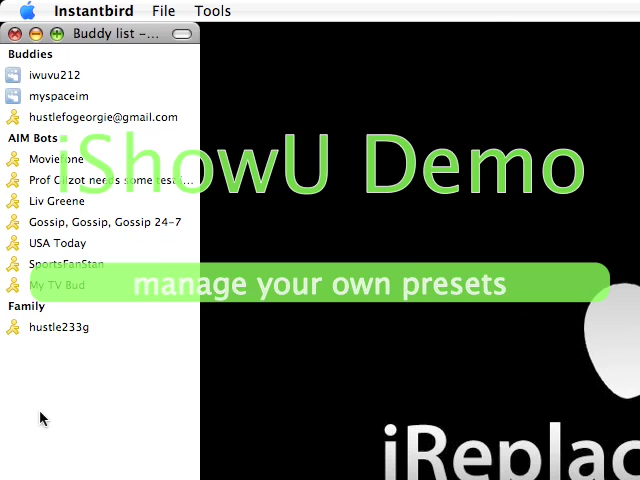 Instantbird File Tools
Buddy list –...
Buddies
iwuvu212
myspaceim
hustlefogeorgie@gmail.com
AIM Bots
iShowU Demo
Moviefone
Prof Gilzot needs some test...
Liv Greene
Gossip, Gossip, Gossip 24-7
USA Today
SportsFanStan
My TV Bud
manage your own presets
Family
hustle233g
iReplac